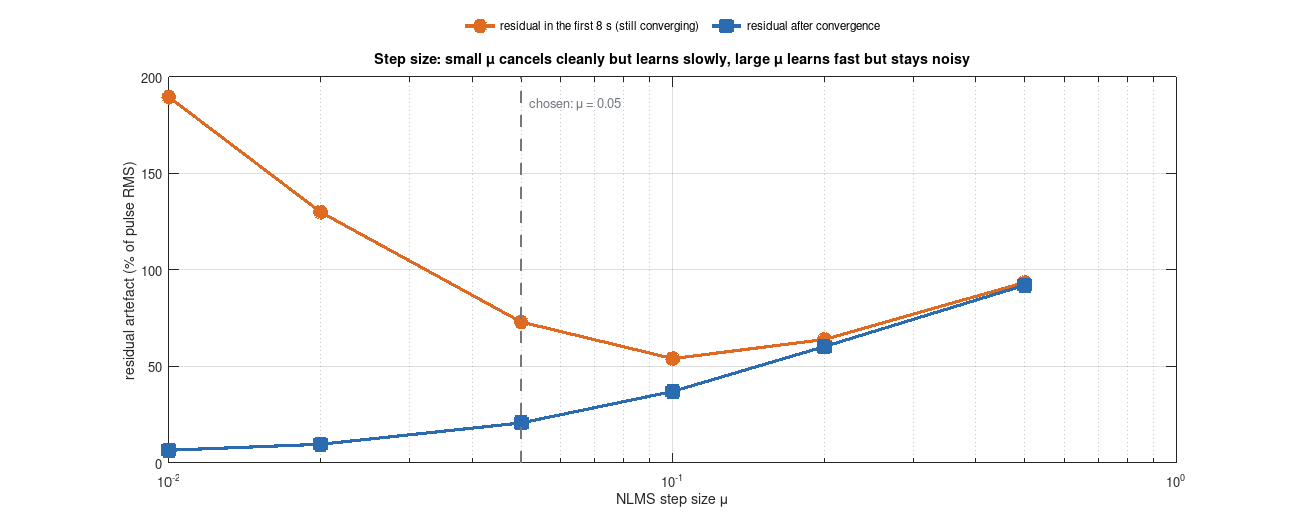 residual in the first 8 s (still converging)
residual after convergence
Step size: small µ cancels cleanly but learns slowly, large µ learns fast but stays noisy
chosen: µ = 0.05
residual artefact (% of pulse RMS)
200
150
100
50
0
10⁻²
10⁻¹
10⁰
NLMS step size µ